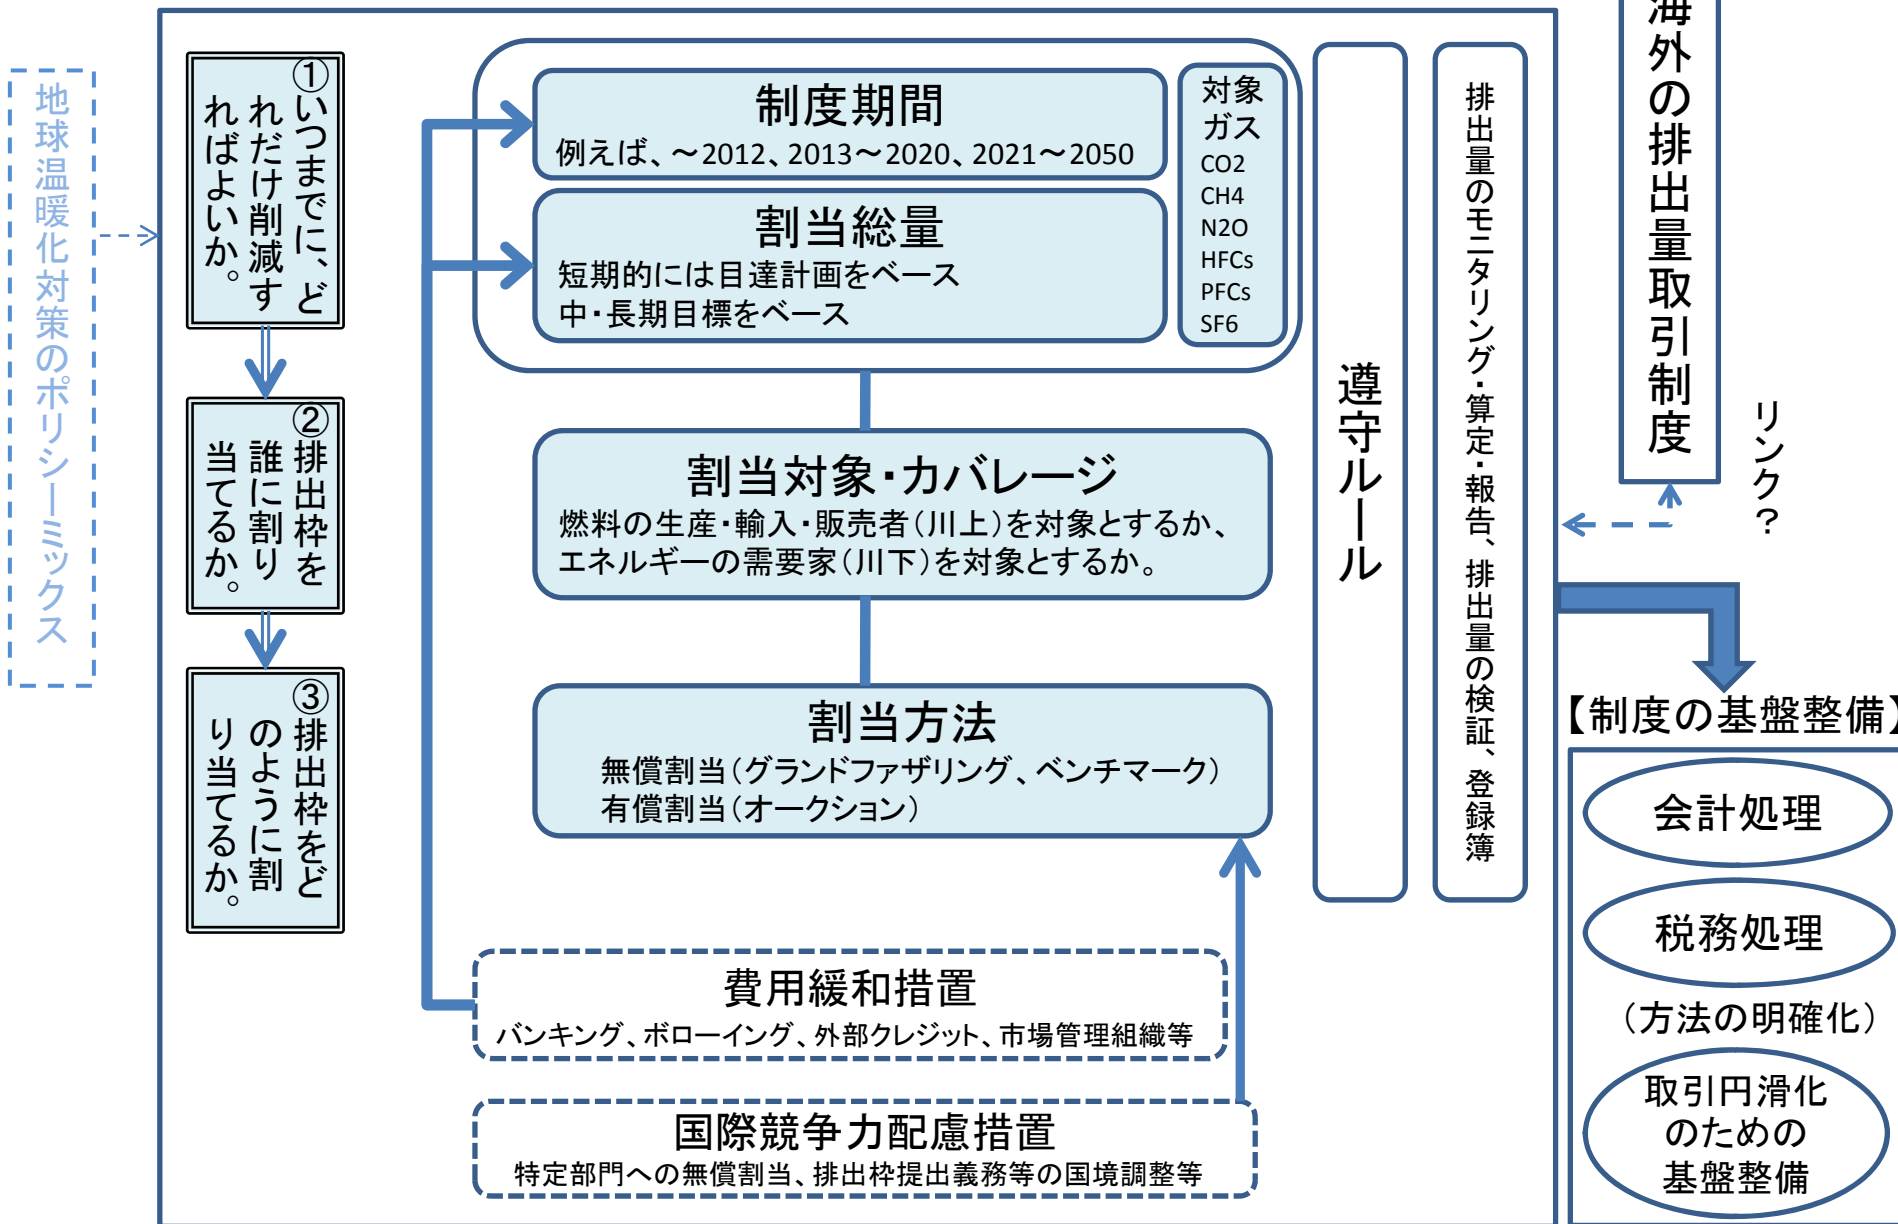 地球温暖化対策のポリシーミックス
①いつまでに、ど
れだけ削減す
ればよいか。
②排出枠を
誰に割り
当てるか。
③排出枠をど
のように割
り当てるか。
制度期間
例えば、～2012、2013～2020、2021～2050
割当総量
短期的には目達計画をベース
中・長期目標をベース
対象
ガス
CO2
CH4
N2O
HFCs
PFCs
SF6
割当対象・カバレージ
燃料の生産・輸入・販売者（川上）を対象とするか、
エネルギーの需要家（川下）を対象とするか。
割当方法
無償割当（グランドファザリング、ベンチマーク）
有償割当（オークション）
費用緩和措置
バンキング、ボローイング、外部クレジット、市場管理組織等
国際競争力配慮措置
特定部門への無償割当、排出枠提出義務等の国境調整等
遵守ルール
排出量のモニタリング・算定・報告、排出量の検証、登録簿
海外の排出量取引制度
リンク？
【制度の基盤整備】
会計処理
税務処理
（方法の明確化）
取引円滑化
のための
基盤整備